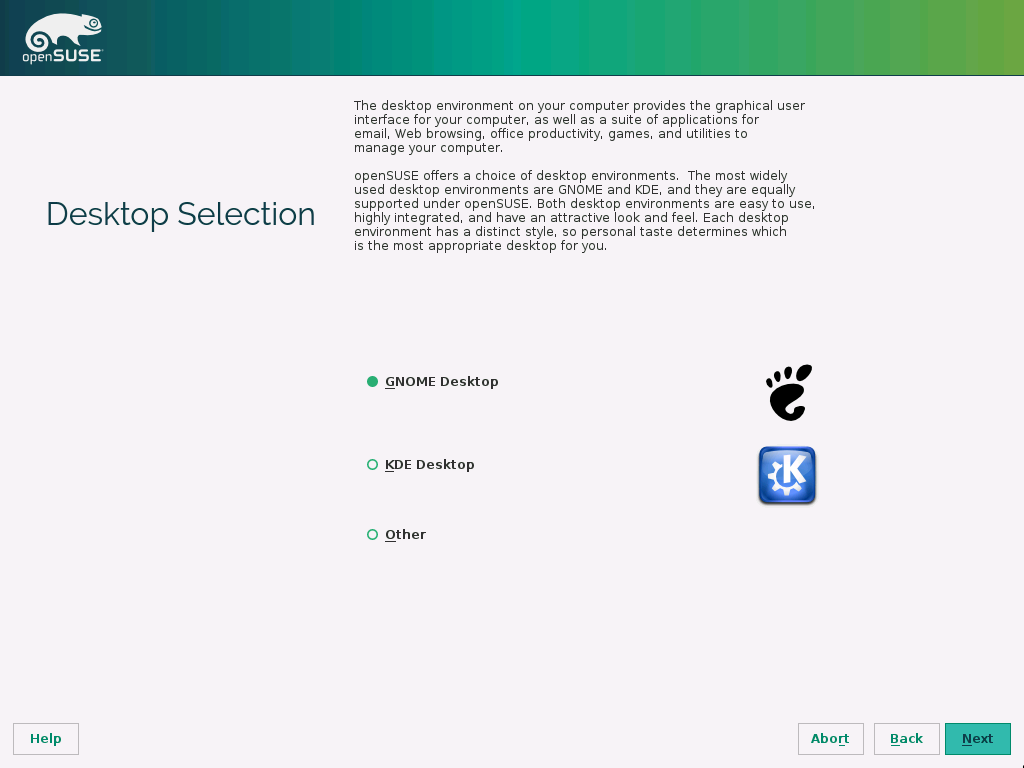 openSUSE
The desktop environment on your computer provides the graphical user
interface for your computer, as well as a suite of applications for
email, Web browsing, office productivity, games, and utilities to
manage your computer.
openSUSE offers a choice of desktop environments.  The most widely
used desktop environments are GNOME and KDE, and they are equally
supported under openSUSE. Both desktop environments are easy to use,
highly integrated, and have an attractive look and feel. Each desktop
environment has a distinct style, so personal taste determines which
is the most appropriate desktop for you.
Desktop Selection
GNOME Desktop
KDE Desktop
K
Other
Help
Abort
Back
Next